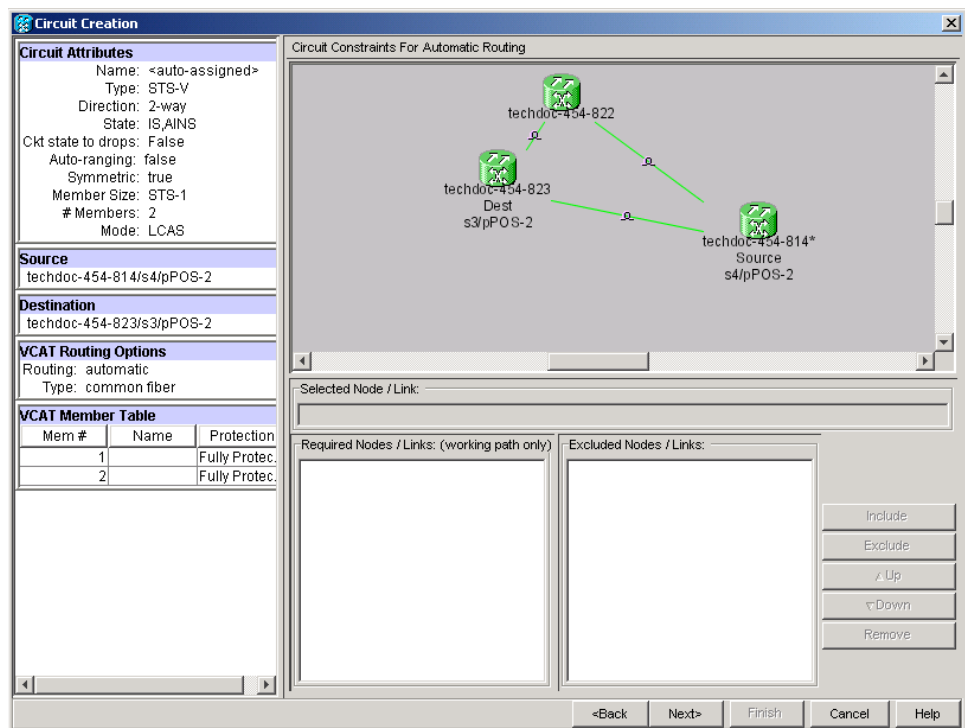 Circuit Creation
Circuit Attributes
Name: <auto-assigned>
Type: STS-V
Direction: 2-way
State: IS,AINS
Ckt state to drops: False
Auto-ranging: false
Symmetric: true
Member Size: STS-1
# Members: 2
Mode: LCAS
Source
techdoc-454-814/s4/pPOS-2
Destination
techdoc-454-823/s3/pPOS-2
VCAT Routing Options
Routing: automatic
Type: common fiber
VCAT Member Table
Mem # Name Protection
1 Fully Protec.
2 Fully Protec.
Circuit Constraints For Automatic Routing
techdoc-454-822
techdoc-454-823
Dest
s3/pPOS-2
techdoc-454-814*
Source
s4/pPOS-2
Selected Node / Link:
Required Nodes / Links: (working path only)
Excluded Nodes / Links:
Include
Exclude
Up
Down
Remove
<Back Next> Finish Cancel Help